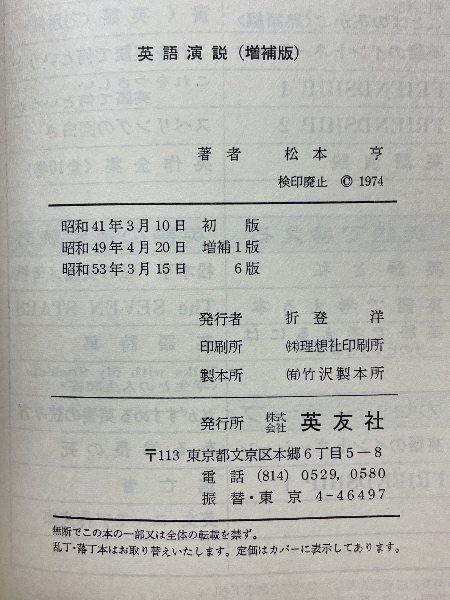 英語演説（増補版）
著者　松本　亨
検印廃止 © 1974
昭和41年3月10日　初　版
昭和49年4月20日　増補1版
昭和53年3月15日　6版
発行者　折登　洋
印刷所　㈱理想社印刷所
製本所　㈲竹沢製本所
発行所　株式会社　英友社
〒113 東京都文京区本郷6丁目5－8
電話 (814) 0529, 0580
振替・東京 4-46497
無断でこの本の一部又は全体の転載を禁ず。
乱丁・落丁本はお取り替えいたします。定価はカバーに表示してあります。